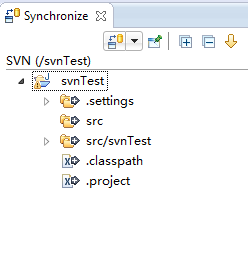 Synchronize
SVN (/svnTest)
svnTest
.settings
src
src/svnTest
.classpath
.project